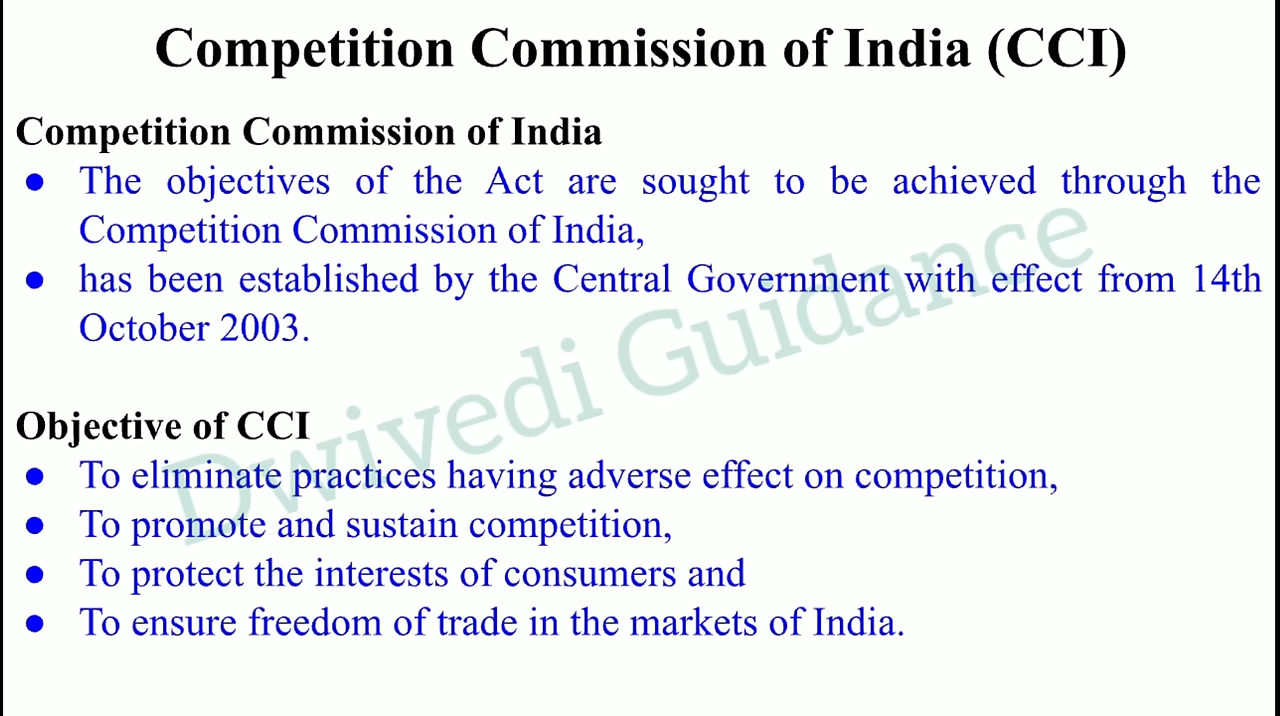 Competition Commission of India (CCI)
Competition Commission of India
● The objectives of the Act are sought to be achieved through the
Competition Commission of India,
● has been established by the Central Government with effect from 14th
October 2003.
Dwivedi Guidance
Objective of CCI
● To eliminate practices having adverse effect on competition,
● To promote and sustain competition,
● To protect the interests of consumers and
● To ensure freedom of trade in the markets of India.